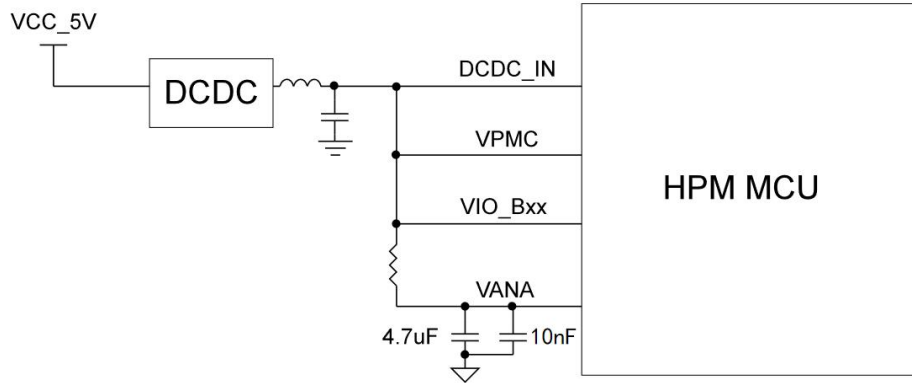 VCC_5V
DCDC
DCDC_IN
VPMC
VIO_Bxx
VANA
4.7uF
10nF
HPM MCU